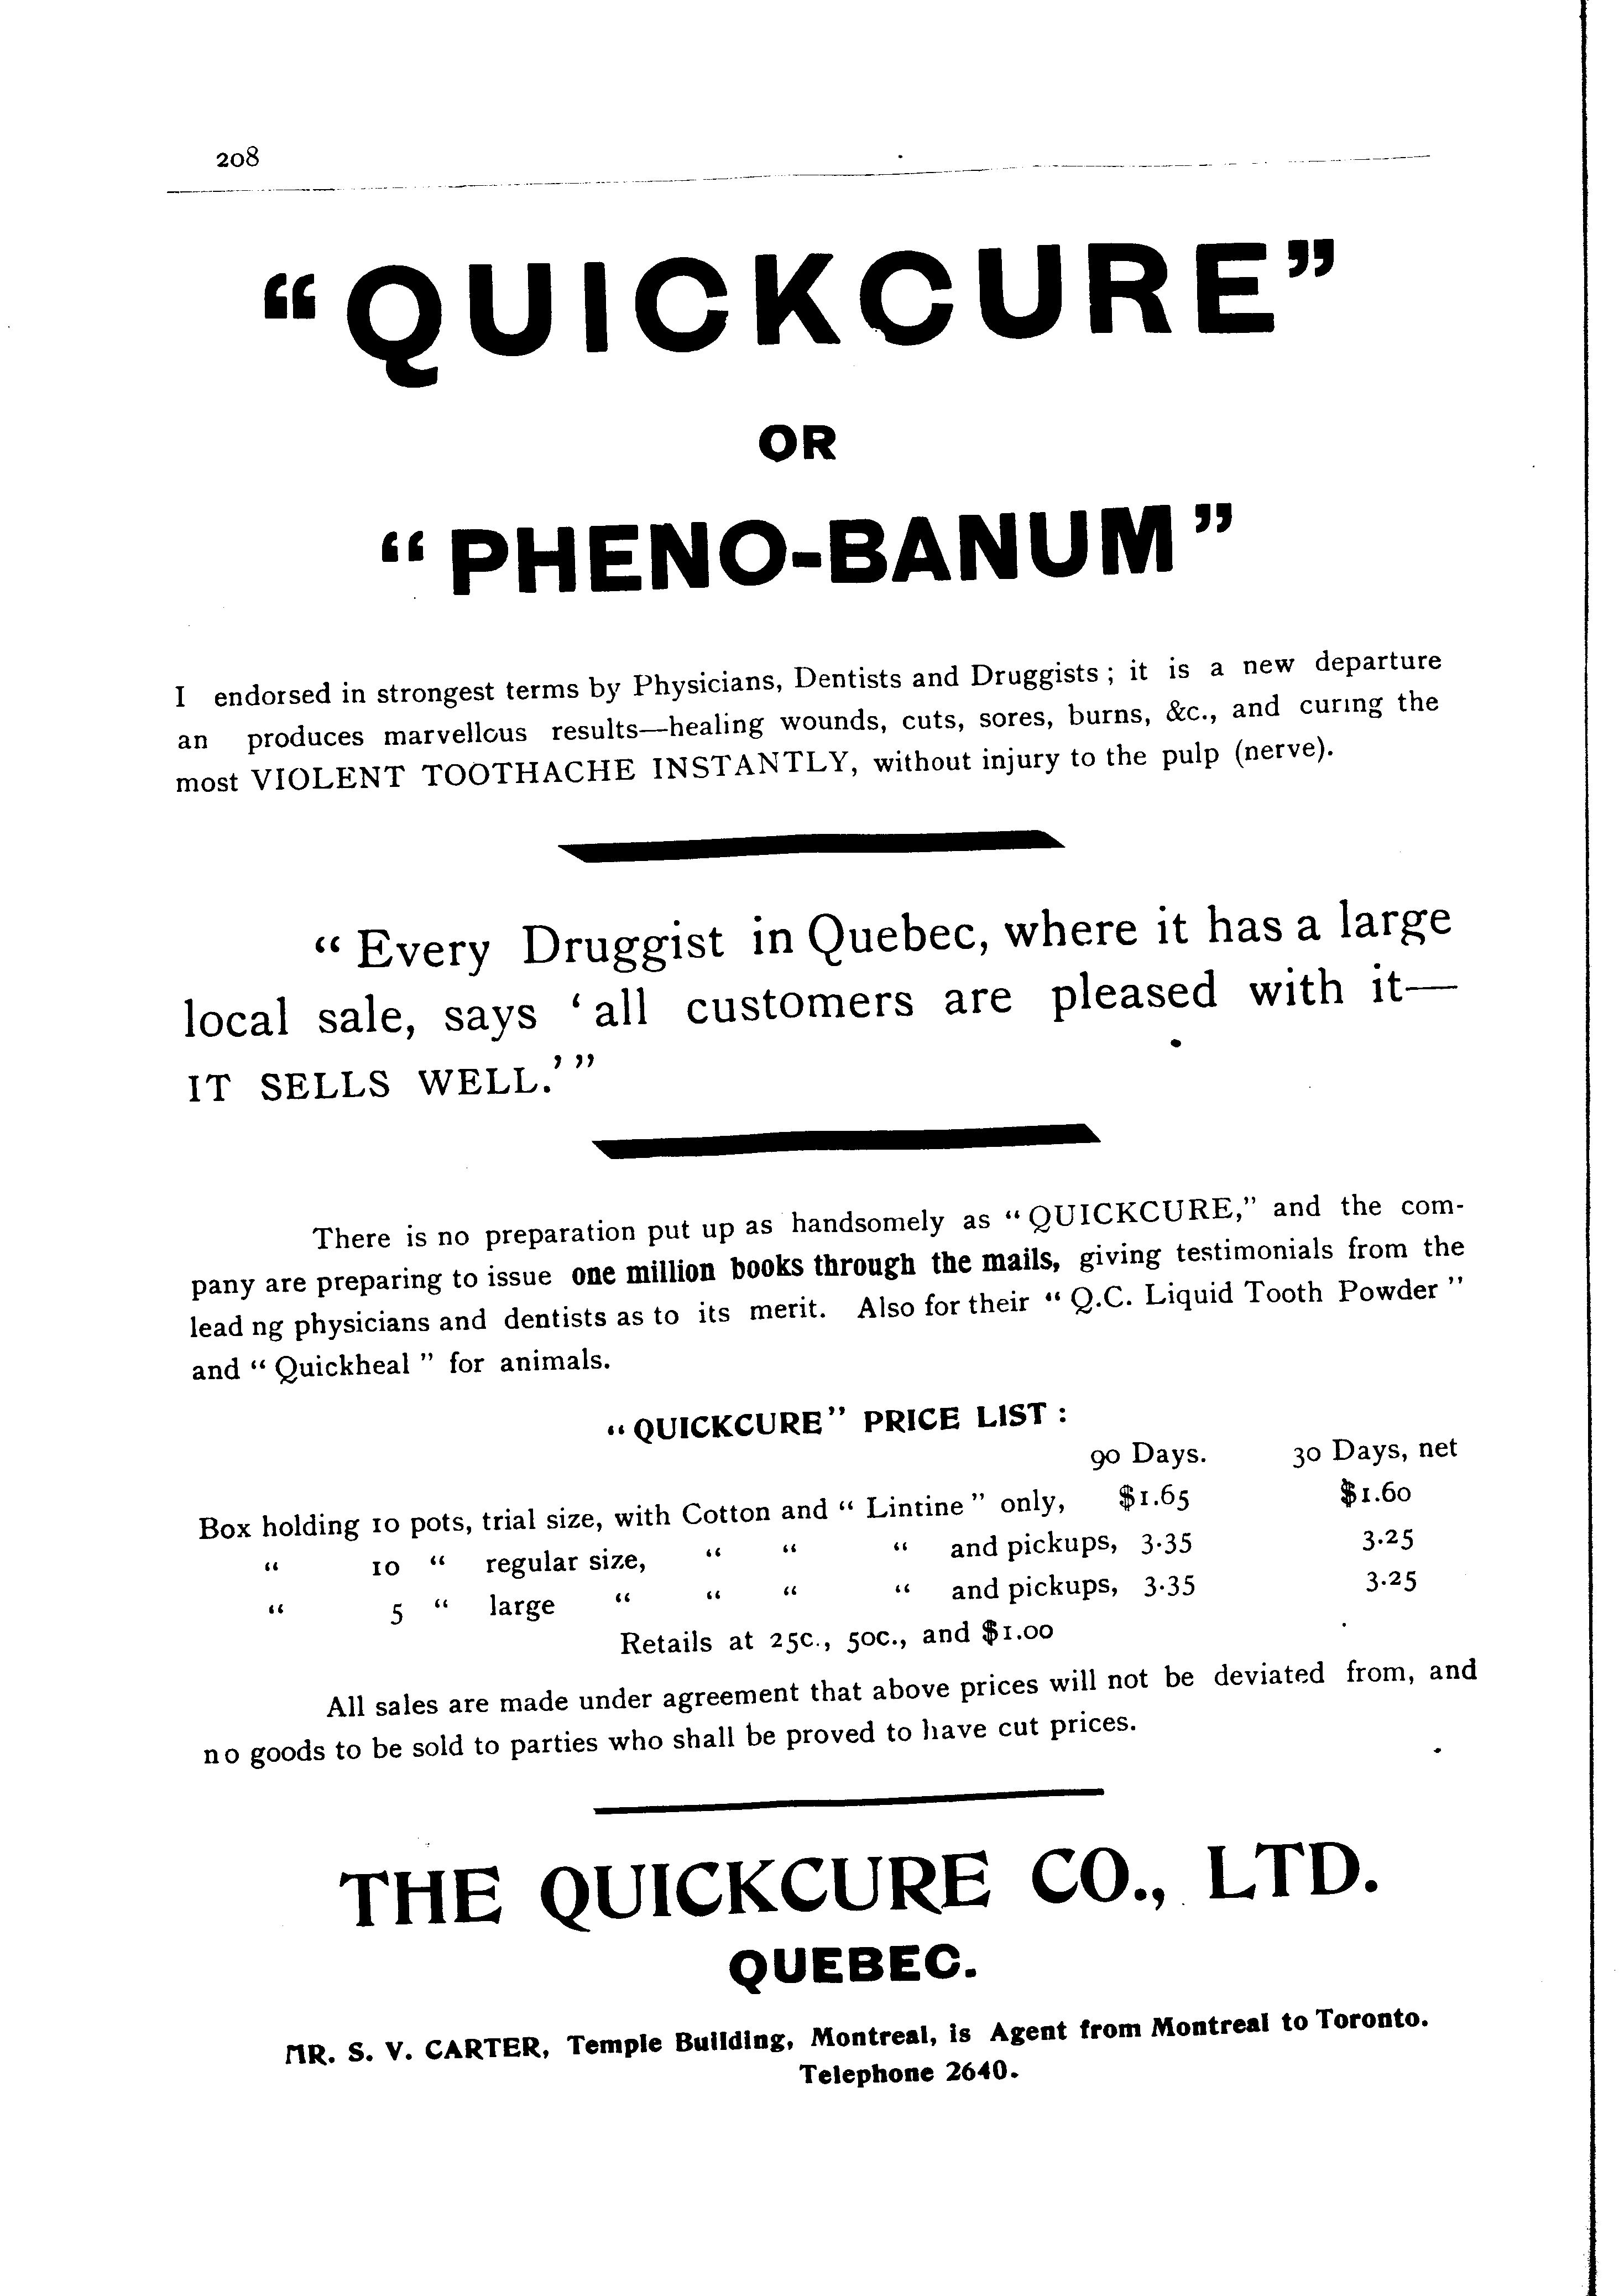 208
“QUICKCURE”
OR
“PHENO-BANUM”
I endorsed in strongest terms by Physicians, Dentists and Druggists; it is a new departure
an produces marvellous results—healing wounds, cuts, sores, burns, &c., and curing the
most VIOLENT TOOTHACHE INSTANTLY, without injury to the pulp (nerve).
“Every Druggist in Quebec, where it has a large
local sale, says ‘all customers are pleased with it—
IT SELLS WELL.’”
There is no preparation put up as handsomely as “QUICKCURE,” and the com-
pany are preparing to issue one million books through the mails, giving testimonials from the
lead ng physicians and dentists as to its merit. Also for their “Q.C. Liquid Tooth Powder”
and “Quickheal” for animals.
“QUICKCURE” PRICE LIST:
90 Days. 30 Days, net
Box holding 10 pots, trial size, with Cotton and “Lintine” only, $1.65 $1.60
“ 10 “ regular size, “ “ “ and pickups, 3.35 3.25
“ 5 “ large “ “ “ “ and pickups, 3.35 3.25
Retails at 25c., 50c., and $1.00
All sales are made under agreement that above prices will not be deviated from, and
no goods to be sold to parties who shall be proved to have cut prices.
THE QUICKCURE CO., LTD.
QUEBEC.
MR. S. V. CARTER, Temple Building, Montreal, is Agent from Montreal to Toronto.
Telephone 2640.